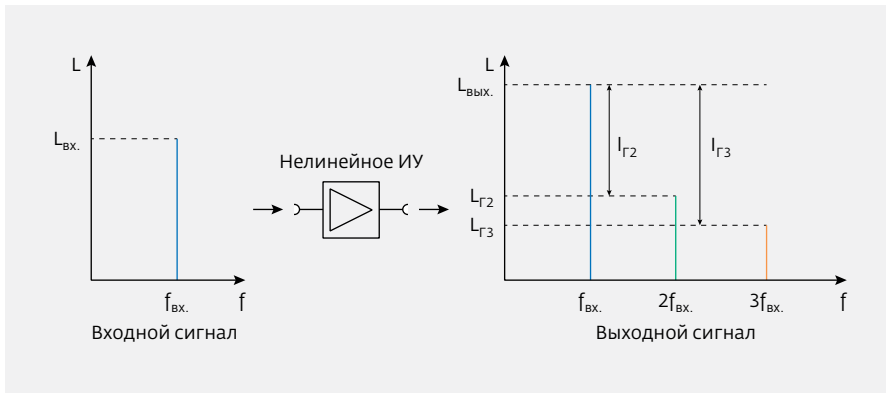 L
Lвх.
fвх.
f
Входной сигнал
Нелинейное ИУ
L
Lвых.
IГ2
IГ3
LГ2
LГ3
fвх.
2fвх.
3fвх.
f
Выходной сигнал